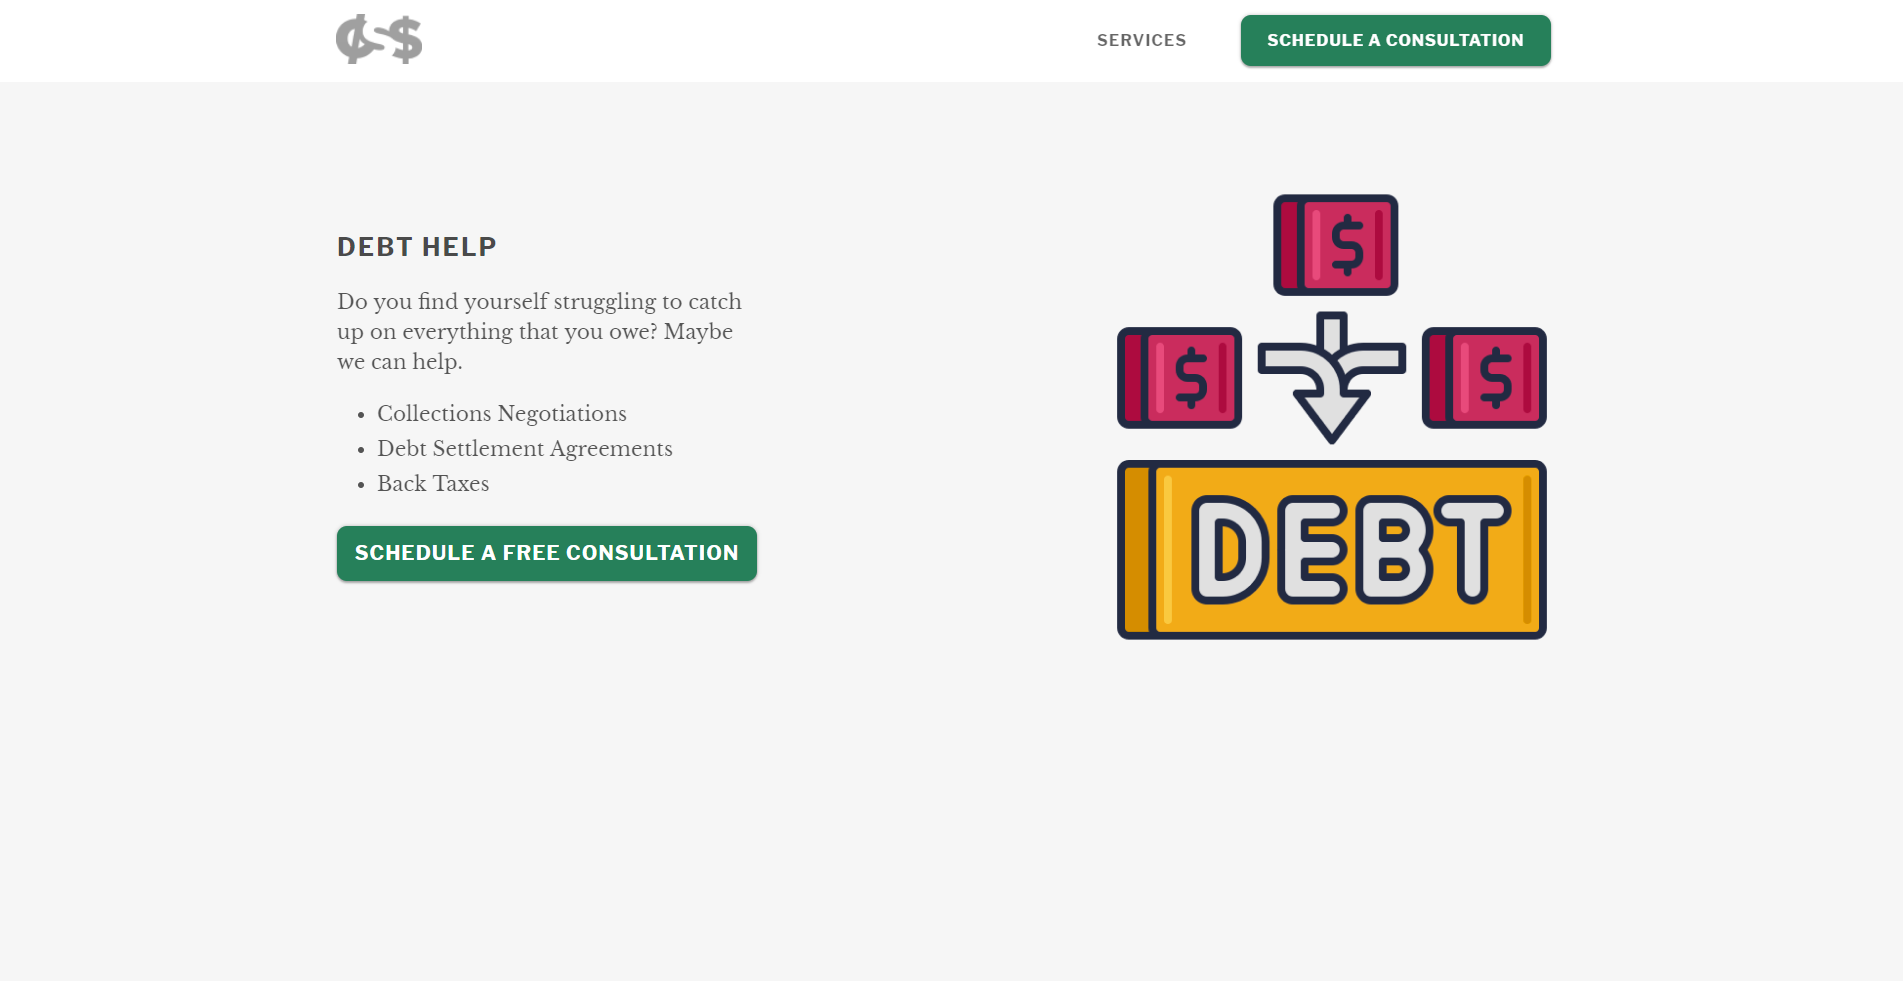 SERVICES
SCHEDULE A CONSULTATION
DEBT HELP
Do you find yourself struggling to catch
up on everything that you owe? Maybe
we can help.
• Collections Negotiations
• Debt Settlement Agreements
• Back Taxes
SCHEDULE A FREE CONSULTATION
$
$
$
DEBT